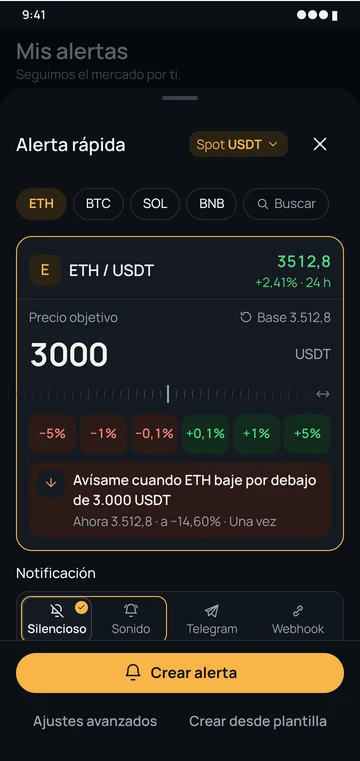 9:41
Mis alertas
Seguimos el mercado por ti.
Alerta rápida
Spot USDT
ETH
BTC
SOL
BNB
Buscar
E
ETH / USDT
3512,8
+2,41% · 24 h
Precio objetivo
Base 3.512,8
3000
USDT
−5%
−1%
−0,1%
+0,1%
+1%
+5%
Avísame cuando ETH baje por debajo
de 3.000 USDT
Ahora 3.512,8 · a −14,60% · Una vez
Notificación
Silencioso
Sonido
Telegram
Webhook
Crear alerta
Ajustes avanzados
Crear desde plantilla